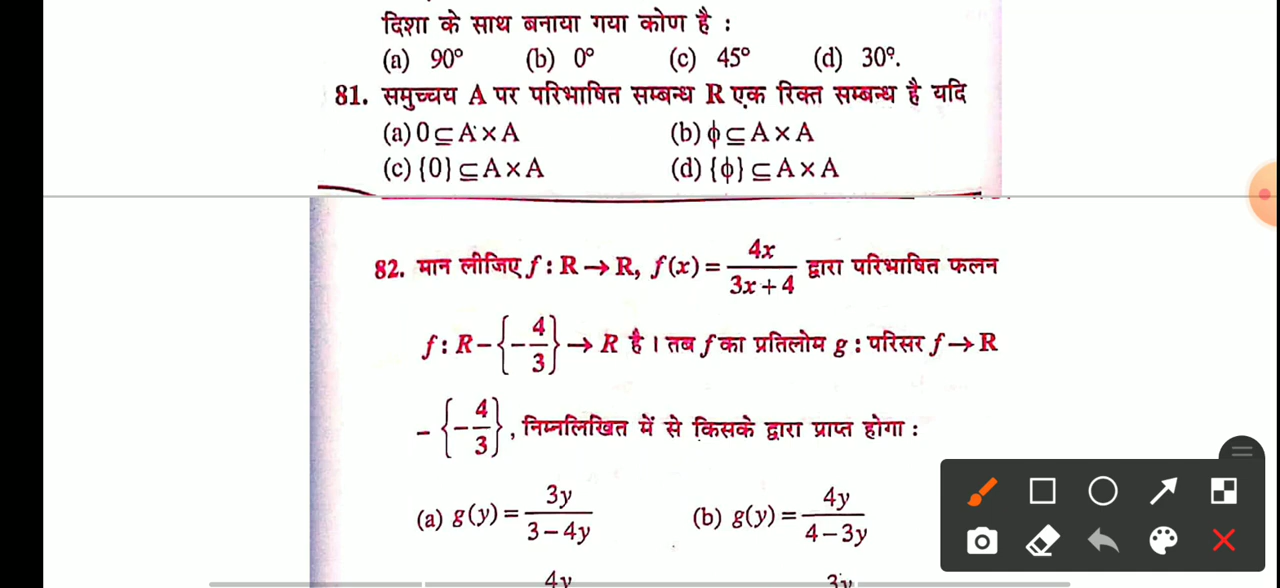 दिशा के साथ बनाया गया कोण है :
(a) 90° (b) 0° (c) 45° (d) 30°.
81. समुच्चय A पर परिभाषित सम्बन्ध R एक रिक्त सम्बन्ध है यदि
(a) 0 ⊆ A × A (b) ϕ ⊆ A × A
(c) {0} ⊆ A × A (d) {ϕ} ⊆ A × A
82. मान लीजिए f : R → R, f(x) = 4x/(3x + 4) द्वारा परिभाषित फलन
f : R – {–4/3} → R है । तब f का प्रतिलोम g : परिसर f → R
– {–4/3}, निम्नलिखित में से किसके द्वारा प्राप्त होगा :
(a) g(y) = 3y/(3 – 4y) (b) g(y) = 4y/(4 – 3y)
4y 3y